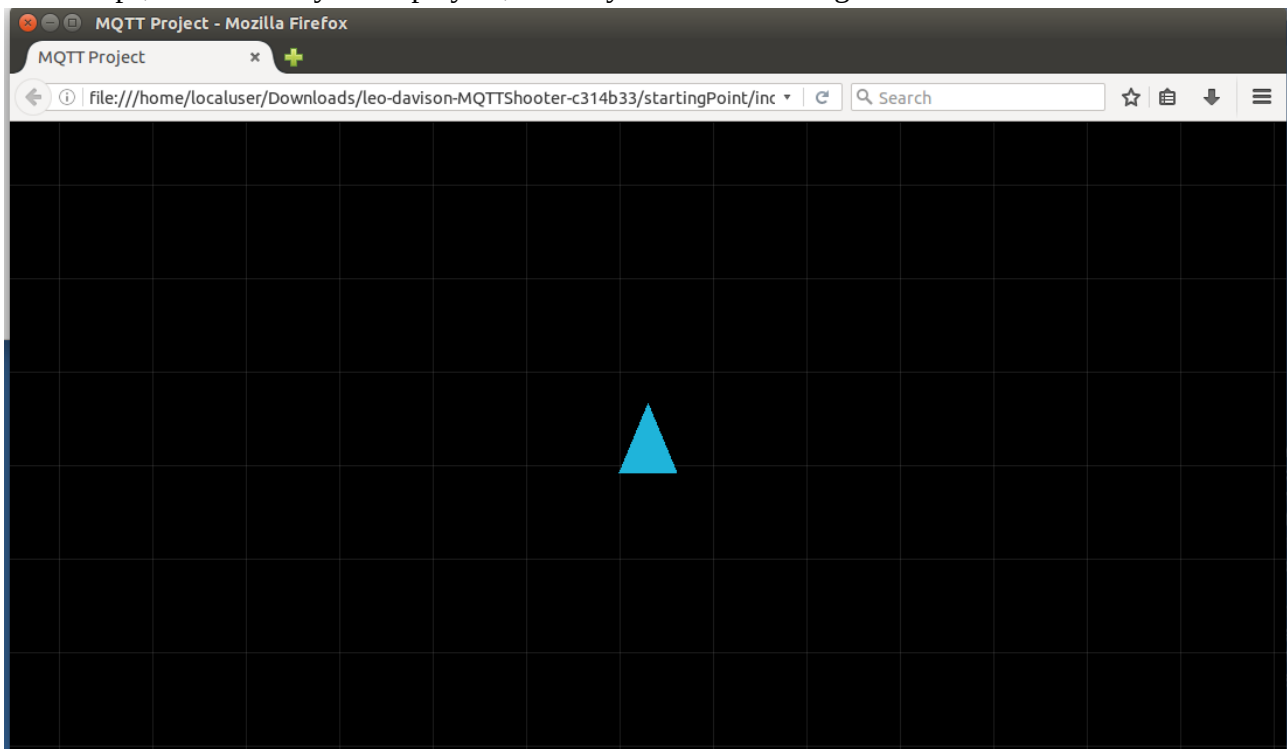 MQTT Project - Mozilla Firefox
MQTT Project
file:///home/localuser/Downloads/leo-davison-MQTTShooter-c314b33/startingPoint/inc
Search